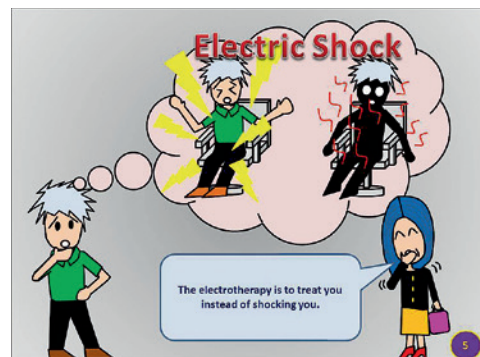 Electric Shock
The electrotherapy is to treat you
instead of shocking you.
5